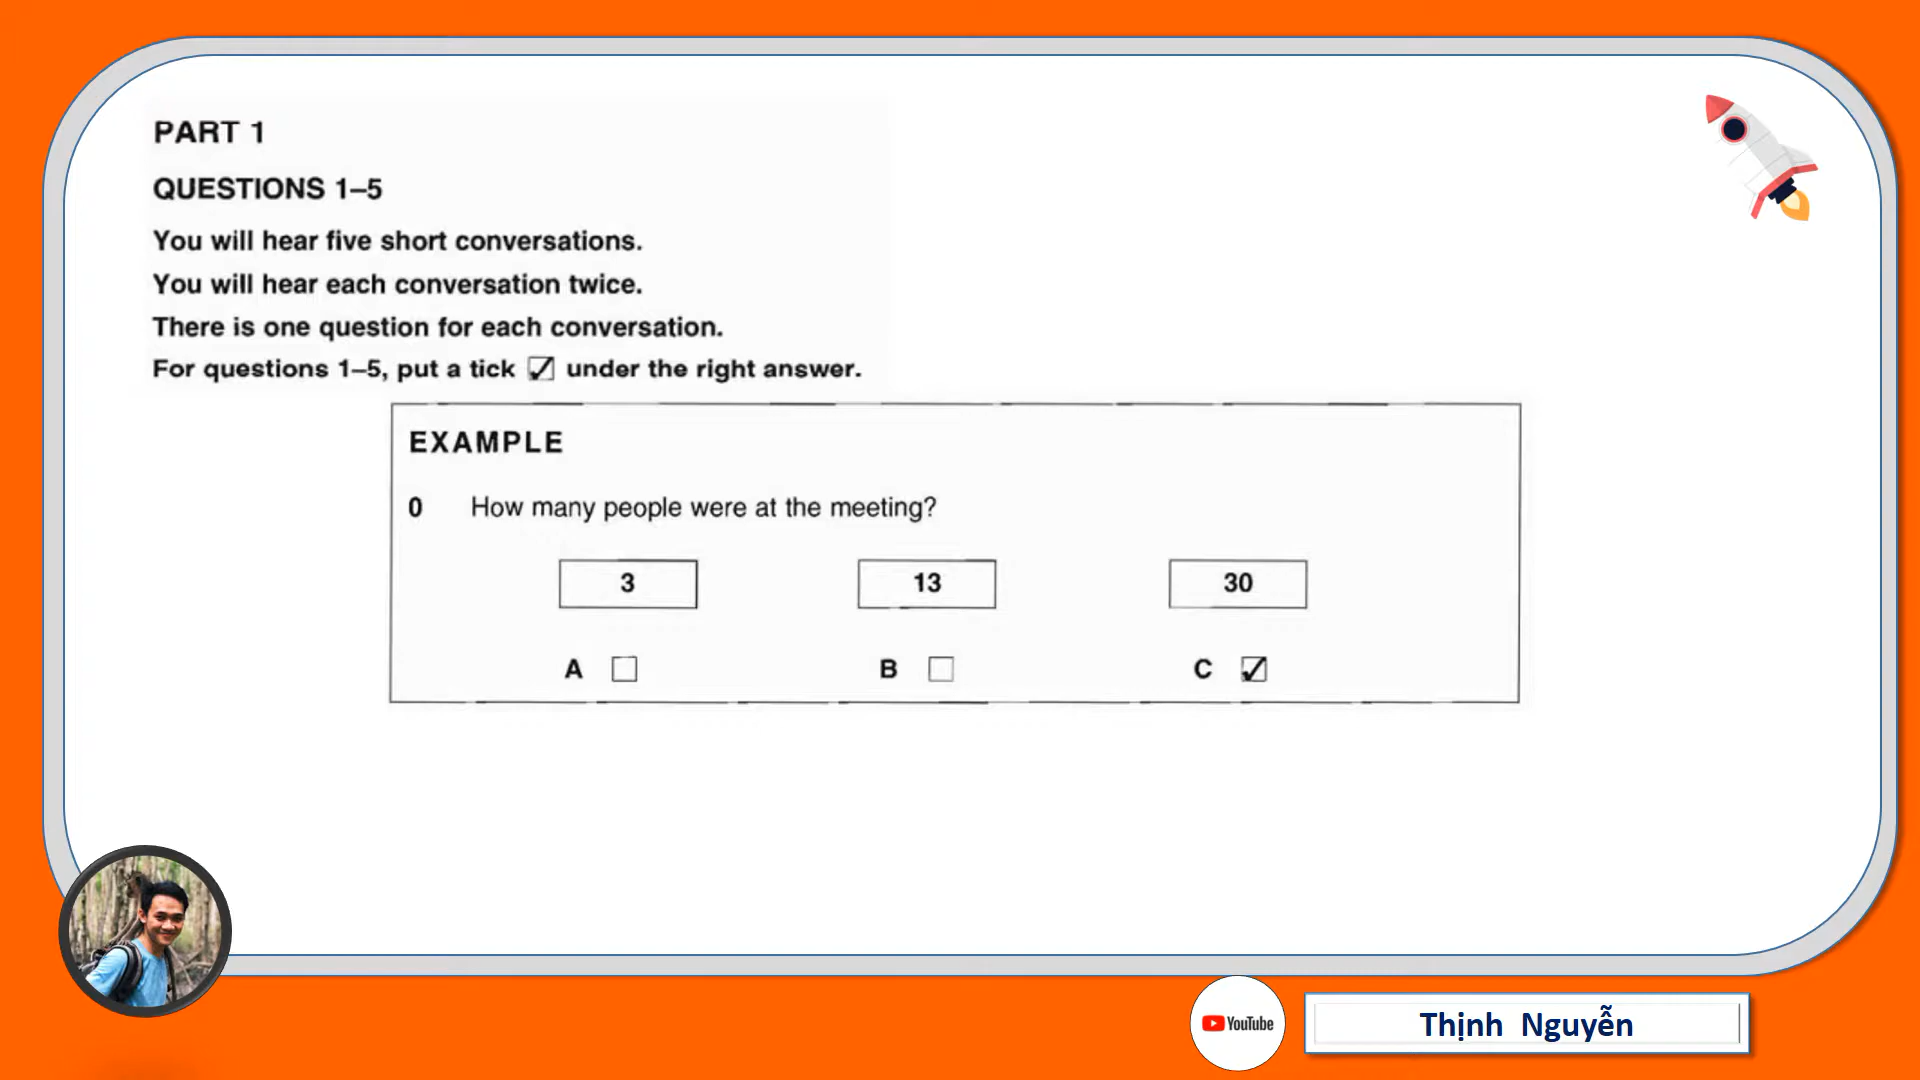 PART 1
QUESTIONS 1–5
You will hear five short conversations.
You will hear each conversation twice.
There is one question for each conversation.
For questions 1–5, put a tick ☑ under the right answer.
EXAMPLE
0 How many people were at the meeting?
3 13 30
A ☐ B ☐ C ☑
YouTube
Thịnh Nguyễn